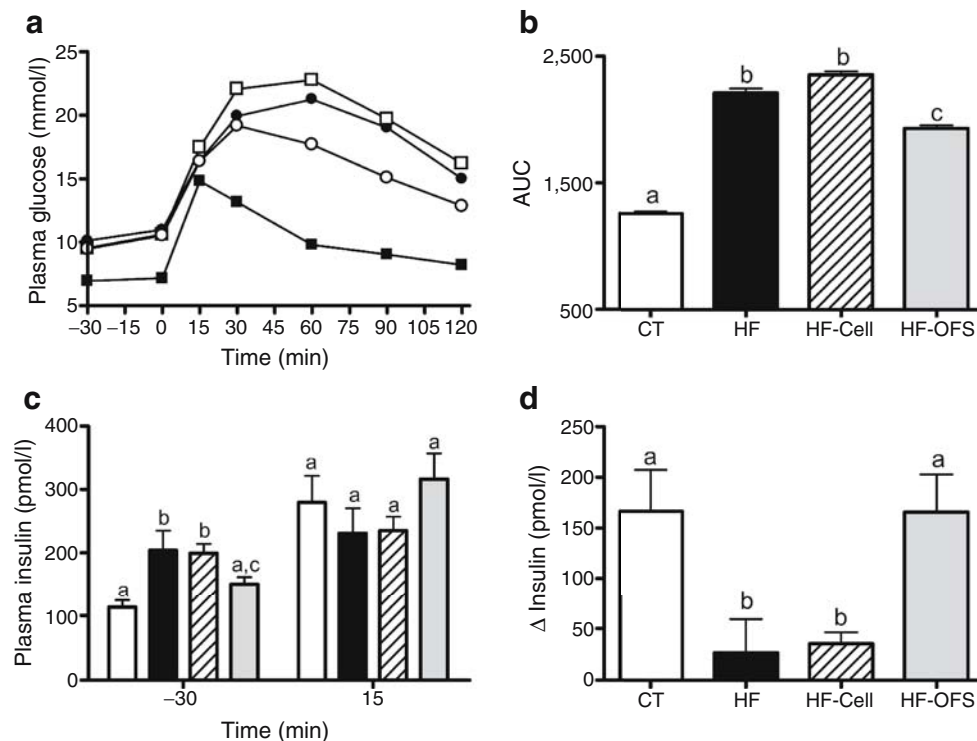 a
Plasma glucose (mmol/l)
25
20
15
10
5
–30 –15 0 15 30 45 60 75 90 105 120
Time (min)
b
AUC
2,500
1,500
500
a
b
b
c
CT HF HF-Cell HF-OFS
c
Plasma insulin (pmol/l)
400
300
200
100
0
a
b
b
a,c
a
a
a
a
–30 15
Time (min)
d
Δ Insulin (pmol/l)
250
200
150
100
50
0
a
b
b
a
CT HF HF-Cell HF-OFS